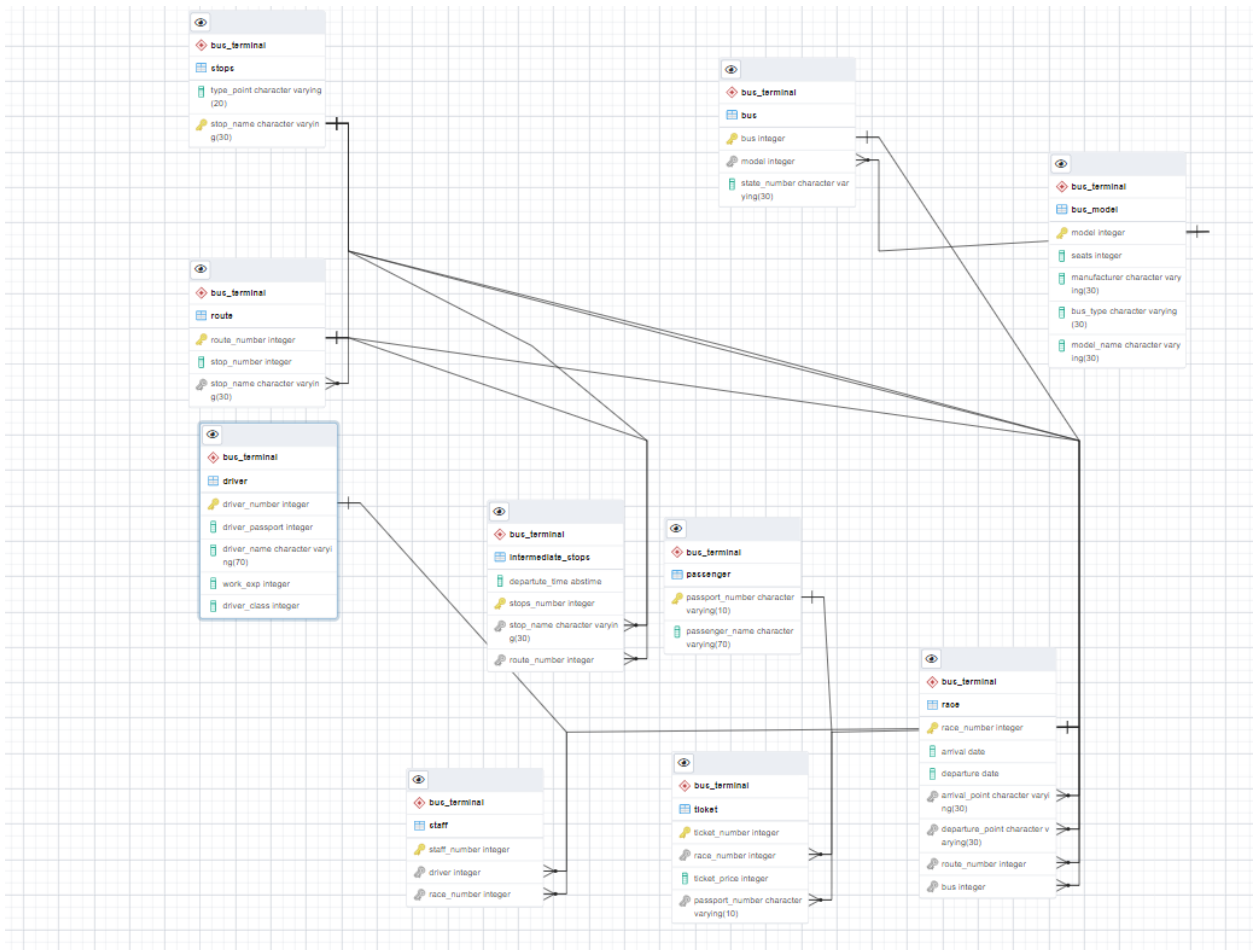 bus_terminal
stops
type_point character varying
(20)
stop_name character varyin
g(30)
bus_terminal
bus
bus integer
model integer
state_number character var
ying(30)
bus_terminal
bus_model
model integer
seats integer
manufacturer character vary
ing(30)
bus_type character varying
(30)
model_name character vary
ing(30)
bus_terminal
route
route_number integer
stop_number integer
stop_name character varyin
g(30)
bus_terminal
driver
driver_number integer
driver_passport integer
driver_name character varyi
ng(70)
work_exp integer
driver_class integer
bus_terminal
intermediate_stops
departute_time abstime
stops_number integer
stop_name character varyin
g(30)
route_number integer
bus_terminal
passenger
passport_number character
varying(10)
passenger_name character
varying(70)
bus_terminal
race
race_number integer
arrival date
departure date
arrival_point character varyi
ng(30)
departure_point character v
arying(30)
route_number integer
bus integer
bus_terminal
staff
staff_number integer
driver integer
race_number integer
bus_terminal
ticket
ticket_number integer
race_number integer
ticket_price integer
passport_number character
varying(10)